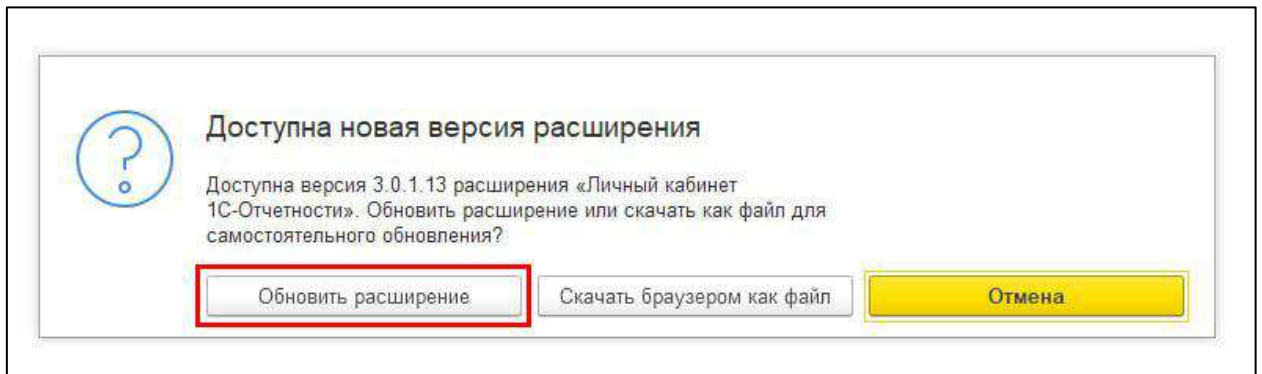 Доступна новая версия расширения
Доступна версия 3.0.1.13 расширения «Личный кабинет
1С-Отчетности». Обновить расширение или скачать как файл для
самостоятельного обновления?
Обновить расширение Скачать браузером как файл Отмена